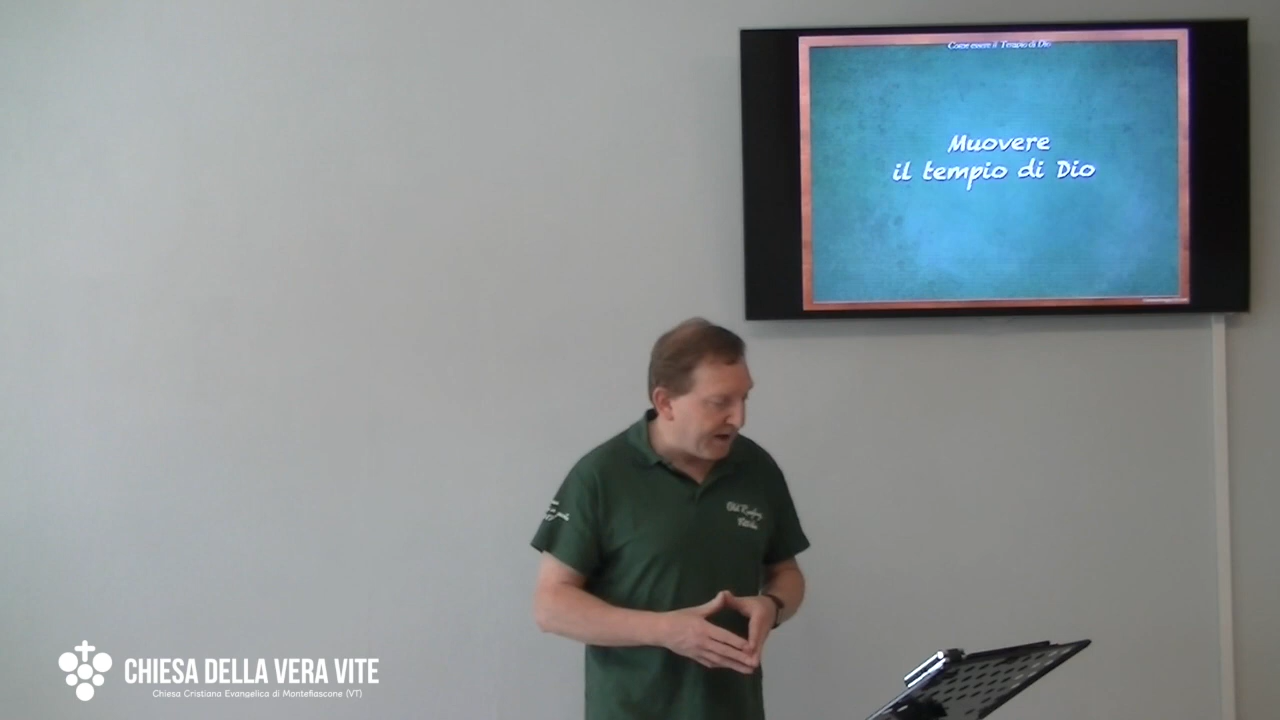 Come essere il Tempio di Dio
Muovere
il tempio di Dio
CHIESA DELLA VERA VITE
Chiesa Cristiana Evangelica di Montefiascone (VT)